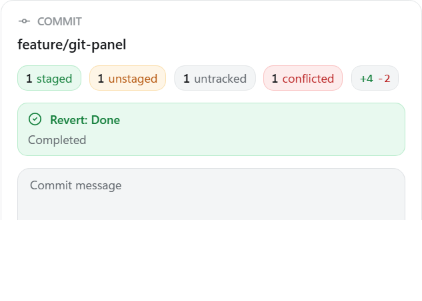 COMMIT
feature/git-panel
1 staged 1 unstaged 1 untracked 1 conflicted +4 -2
Revert: Done
Completed
Commit message